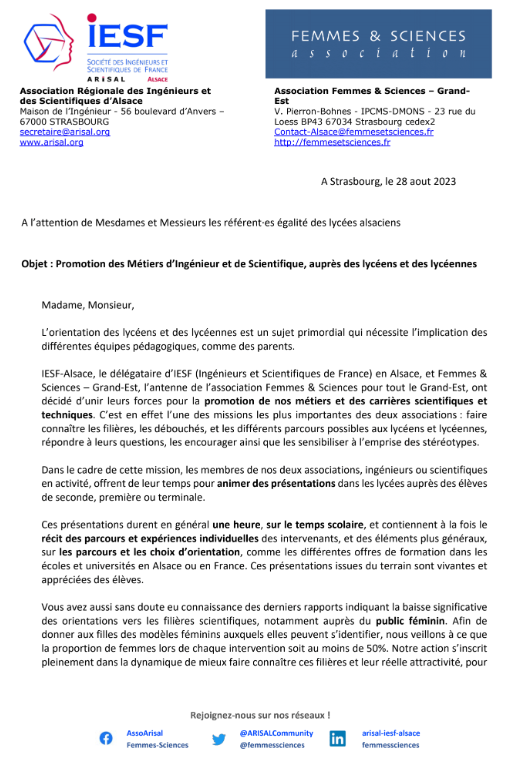 IESF
SOCIÉTÉ DES INGÉNIEURS ET
SCIENTIFIQUES DE FRANCE
ARISAL ALSACE
FEMMES & SCIENCES
association
Association Régionale des Ingénieurs et
des Scientifiques d’Alsace
Maison de l’Ingénieur - 56 boulevard d’Anvers –
67000 STRASBOURG
secretaire@arisal.org
www.arisal.org
Association Femmes & Sciences – Grand-
Est
V. Pierron-Bohnes - IPCMS-DMONS - 23 rue du
Loess BP43 67034 Strasbourg cedex2
Contact-Alsace@femmesetsciences.fr
http://femmesetsciences.fr
A Strasbourg, le 28 aout 2023
A l’attention de Mesdames et Messieurs les référent·es égalité des lycées alsaciens
Objet : Promotion des Métiers d’Ingénieur et de Scientifique, auprès des lycéens et des lycéennes
Madame, Monsieur,
L’orientation des lycéens et des lycéennes est un sujet primordial qui nécessite l’implication des
différentes équipes pédagogiques, comme des parents.
IESF-Alsace, le délégataire d’IESF (Ingénieurs et Scientifiques de France) en Alsace, et Femmes &
Sciences – Grand-Est, l’antenne de l’association Femmes & Sciences pour tout le Grand-Est, ont
décidé d’unir leurs forces pour la promotion de nos métiers et des carrières scientifiques et
techniques. C’est en effet l’une des missions les plus importantes des deux associations : faire
connaître les filières, les débouchés, et les différents parcours possibles aux lycéens et lycéennes,
répondre à leurs questions, les encourager ainsi que les sensibiliser à l’emprise des stéréotypes.
Dans le cadre de cette mission, les membres de nos deux associations, ingénieurs ou scientifiques
en activité, offrent de leur temps pour animer des présentations dans les lycées auprès des élèves
de seconde, première ou terminale.
Ces présentations durent en général une heure, sur le temps scolaire, et contiennent à la fois le
récit des parcours et expériences individuelles des intervenants, et des éléments plus généraux,
sur les parcours et les choix d’orientation, comme les différentes offres de formation dans les
écoles et universités en Alsace ou en France. Ces présentations issues du terrain sont vivantes et
appréciées des élèves.
Vous avez aussi sans doute eu connaissance des derniers rapports indiquant la baisse significative
des orientations vers les filières scientifiques, notamment auprès du public féminin. Afin de
donner aux filles des modèles féminins auxquels elles peuvent s’identifier, nous veillons à ce que
la proportion de femmes lors de chaque intervention soit au moins de 50%. Notre action s’inscrit
pleinement dans la dynamique de mieux faire connaître ces filières et leur réelle attractivité, pour
Rejoignez-nous sur nos réseaux !
AssoArisal
Femmes-Sciences
@ARISALCommunity
@femmessciences
arisal-iesf-alsace
femmessciences